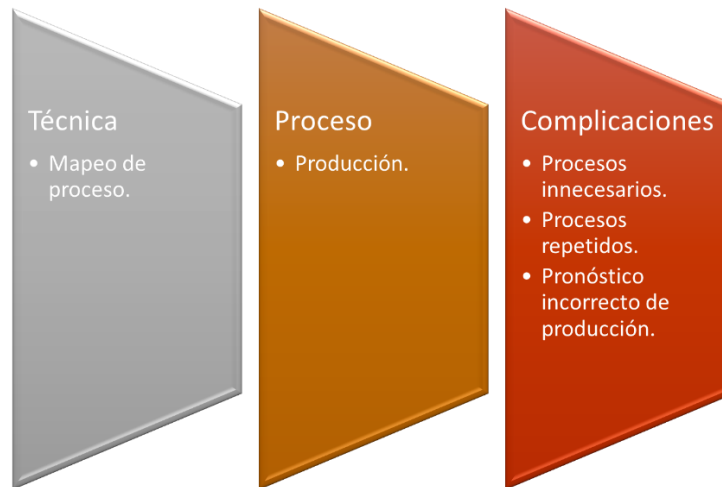 Técnica
• Mapeo de
proceso.
Proceso
• Producción.
Complicaciones
• Procesos
innecesarios.
• Procesos
repetidos.
• Pronóstico
incorrecto de
producción.